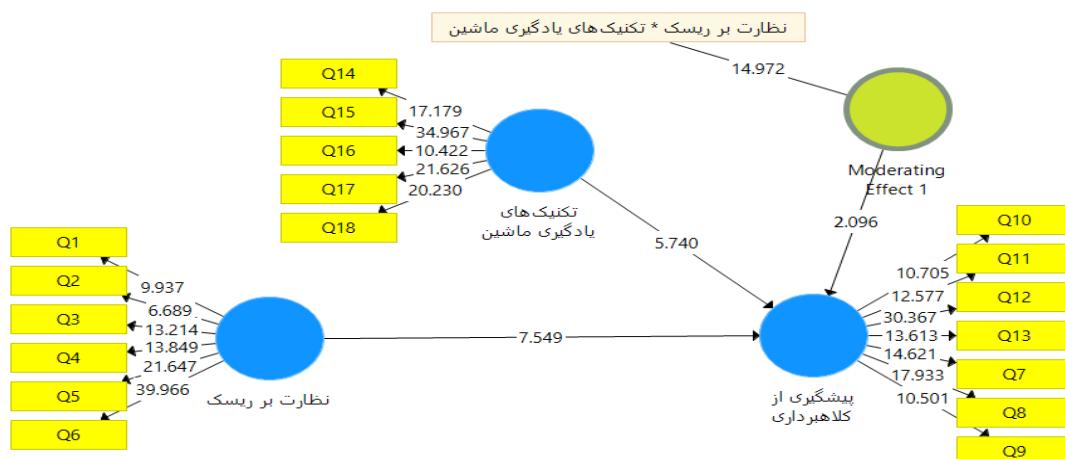 نظارت بر ریسک * تکنیک‌های یادگیری ماشین
14.972
Moderating
Effect 1
2.096
Q14
Q15
Q16
Q17
Q18
17.179
34.967
10.422
21.626
20.230
تکنیک‌های
یادگیری ماشین
5.740
Q1
Q2
Q3
Q4
Q5
Q6
9.937
6.689
13.214
13.849
21.647
39.966
نظارت بر ریسک
7.549
پیشگیری از
کلاهبرداری
10.705
12.577
30.367
13.613
14.621
17.933
10.501
Q10
Q11
Q12
Q13
Q7
Q8
Q9